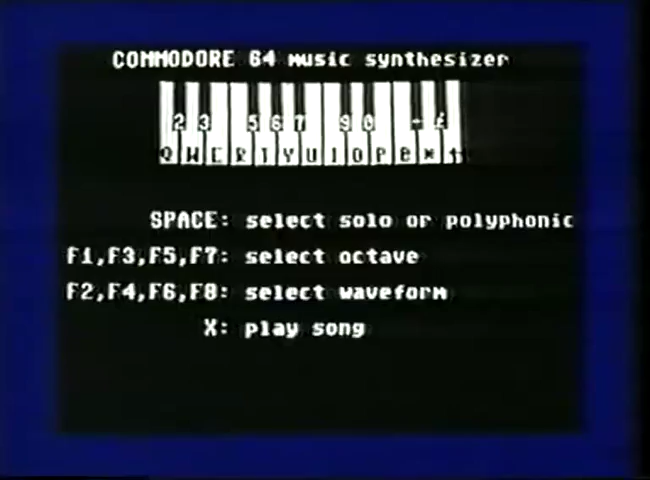 COMMODORE 64 music synthesizer
2 3 5 6 7 9 0 - £
Q W E R T Y U I O P @ * ↑
SPACE: select solo or polyphonic
F1,F3,F5,F7: select octave
F2,F4,F6,F8: select waveform
X: play song